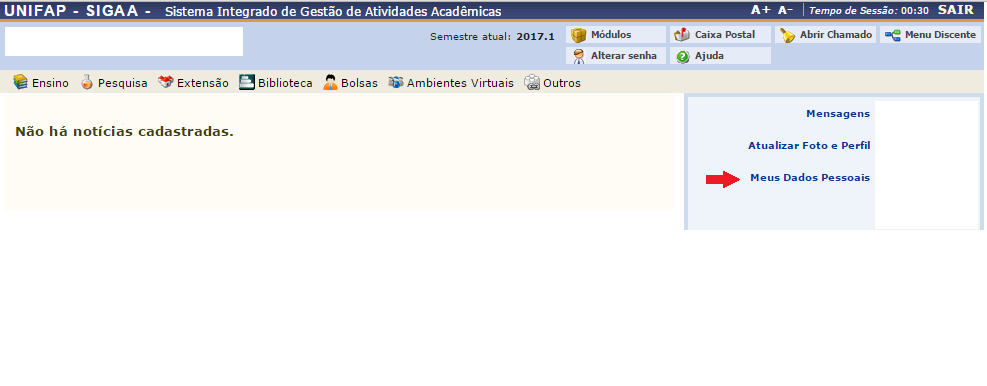 UNIFAP - SIGAA - Sistema Integrado de Gestão de Atividades Acadêmicas A+ A- Tempo de Sessão: 00:30 SAIR
Semestre atual: 2017.1 Módulos Caixa Postal Abrir Chamado Menu Discente
Alterar senha Ajuda
Ensino Pesquisa Extensão Biblioteca Bolsas Ambientes Virtuais Outros
Não há notícias cadastradas.
Mensagens
Atualizar Foto e Perfil
Meus Dados Pessoais